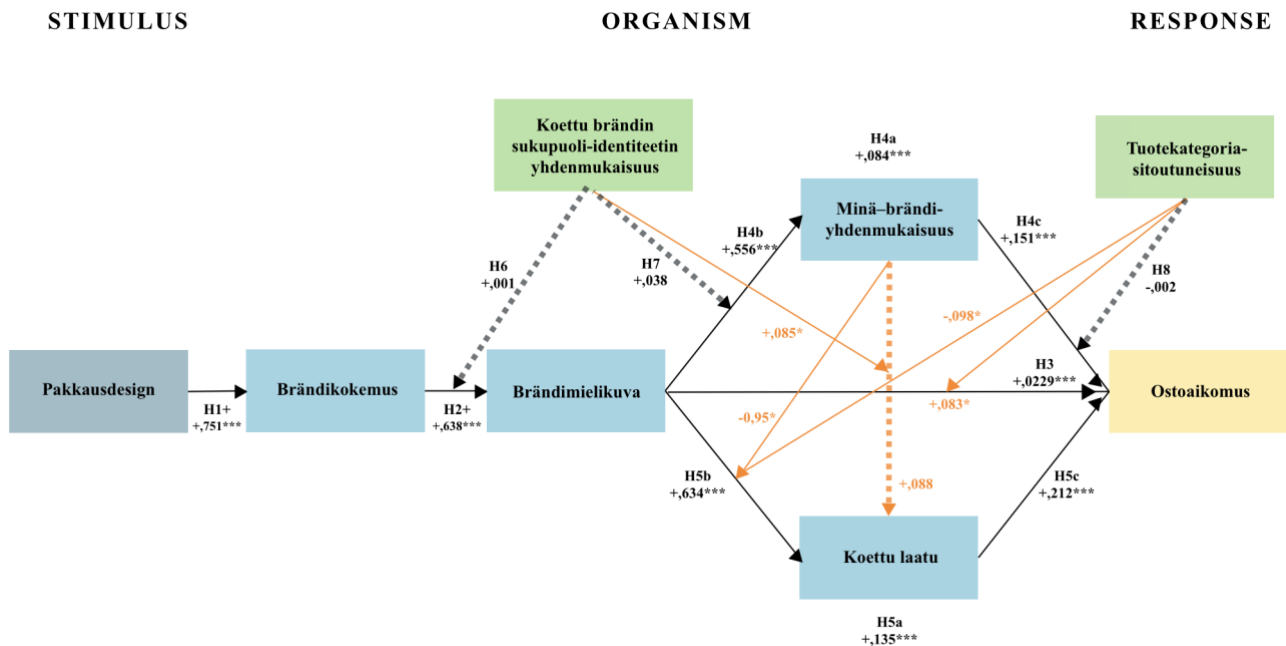 STIMULUS
ORGANISM
RESPONSE
Koettu brändin
sukupuoli-identiteetin
yhdenmukaisuus
H4a
+,084***
Tuotekategoria-
sitoutuneisuus
Minä–brändi-
yhdenmukaisuus
H4b
+,556***
H4c
+,151***
H6
+,001
H7
+,038
H8
-,002
+,085*
-,098*
Pakkausdesign
H1+
+,751***
Brändikokemus
H2+
+,638***
Brändimielikuva
H3
+,0229***
Ostoaikomus
-0,95*
+,083*
H5b
+,634***
+,088
H5c
+,212***
Koettu laatu
H5a
+,135***